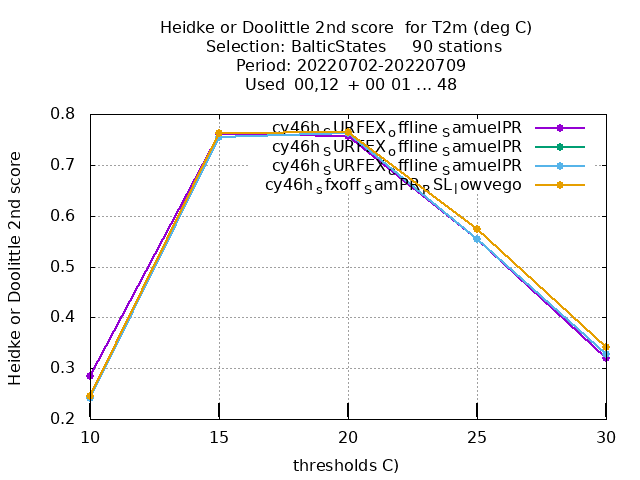 Heidke or Doolittle 2nd score for T2m (deg C)
Selection: BalticStates 90 stations
Period: 20220702-20220709
Used 00,12 + 00 01 ... 48
cy46h_sURFEX_offline_samuelPR
cy46h_sURFEX_offline_samuelPR
cy46h_sURFEX_offline_samuelPR
cy46h_sfxoff_samPR_RSL_lowvego
Heidke or Doolittle 2nd score
0.8
0.7
0.6
0.5
0.4
0.3
0.2
10 15 20 25 30
thresholds C)